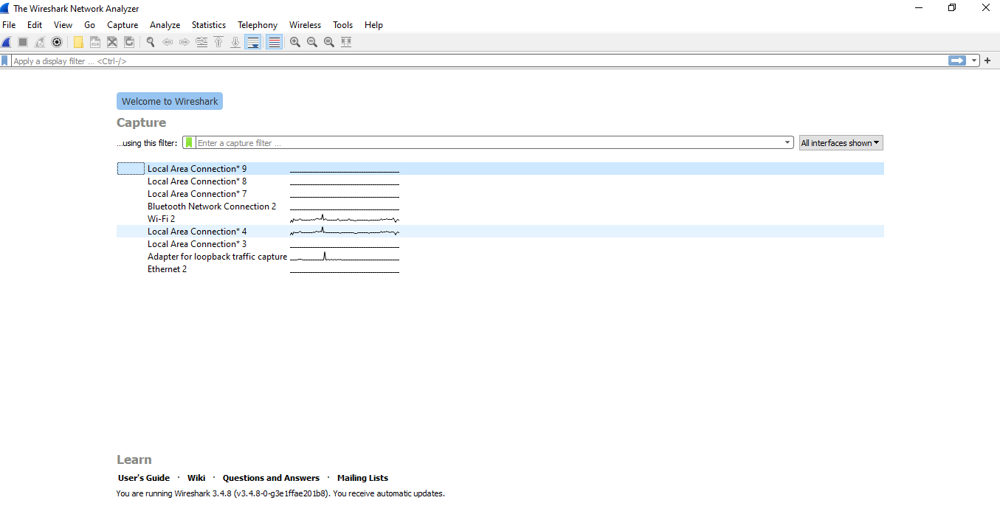 The Wireshark Network Analyzer
File Edit View Go Capture Analyze Statistics Telephony Wireless Tools Help
Apply a display filter ... <Ctrl-/>
+
Welcome to Wireshark
Capture
...using this filter: Enter a capture filter ... All interfaces shown
Local Area Connection* 9
Local Area Connection* 8
Local Area Connection* 7
Bluetooth Network Connection 2
Wi-Fi 2
Local Area Connection* 4
Local Area Connection* 3
Adapter for loopback traffic capture
Ethernet 2
Learn
User's Guide · Wiki · Questions and Answers · Mailing Lists
You are running Wireshark 3.4.8 (v3.4.8-0-g3e1ffae201b8). You receive automatic updates.